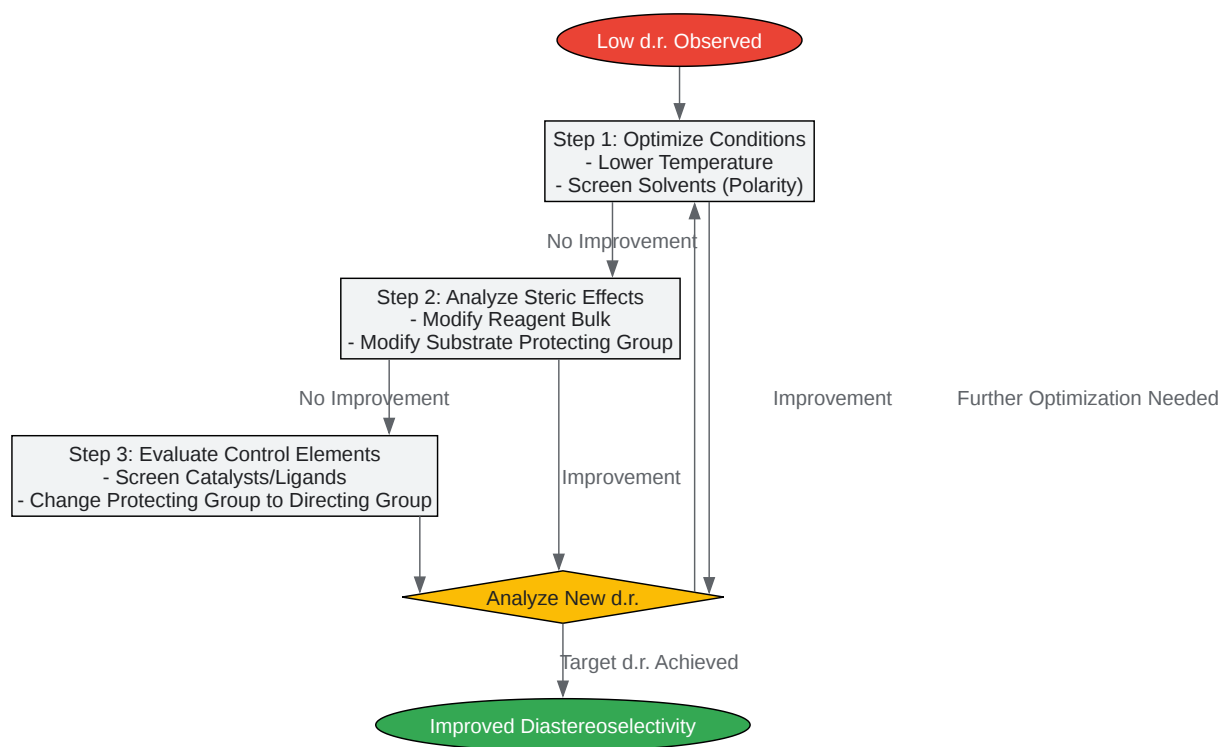 Low d.r. Observed
Step 1: Optimize Conditions
- Lower Temperature
- Screen Solvents (Polarity)
No Improvement
Step 2: Analyze Steric Effects
- Modify Reagent Bulk
- Modify Substrate Protecting Group
No Improvement
Improvement
Further Optimization Needed
Step 3: Evaluate Control Elements
- Screen Catalysts/Ligands
- Change Protecting Group to Directing Group
Improvement
Analyze New d.r.
Target d.r. Achieved
Improved Diastereoselectivity